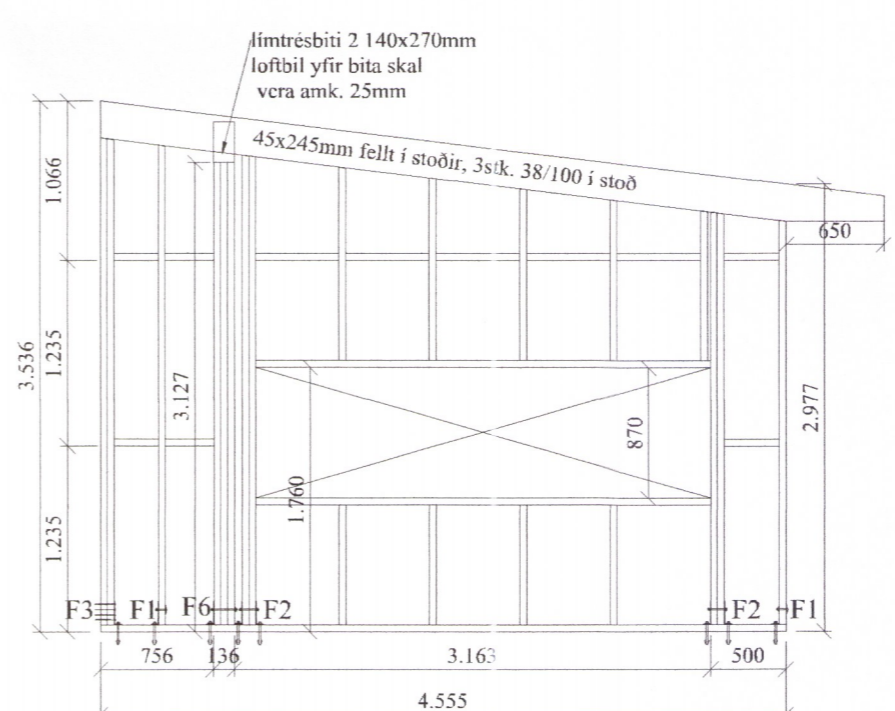 límtrésbiti 2 140x270mm
loftbil yfir bita skal
vera amk. 25mm
45x245mm fellt í stoðir, 3stk. 38/100 í stoð
1.066
650
3.536
1.235
3.127
2.977
870
1.760
1.235
F3 F1 F6 F2 F2 F1
756 136 3.163 500
4.555